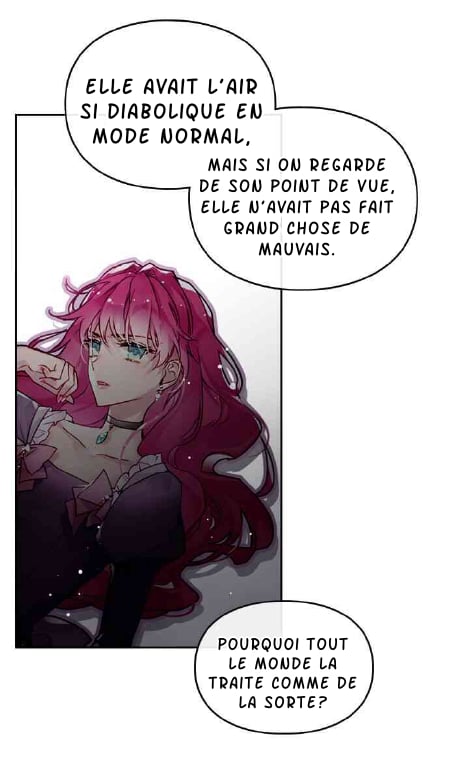 ELLE AVAIT L'AIR
SI DIABOLIQUE EN
MODE NORMAL,
MAIS SI ON REGARDE
DE SON POINT DE VUE,
ELLE N'AVAIT PAS FAIT
GRAND CHOSE DE
MAUVAIS.
POURQUOI TOUT
LE MONDE LA
TRAITE COMME DE
LA SORTE?